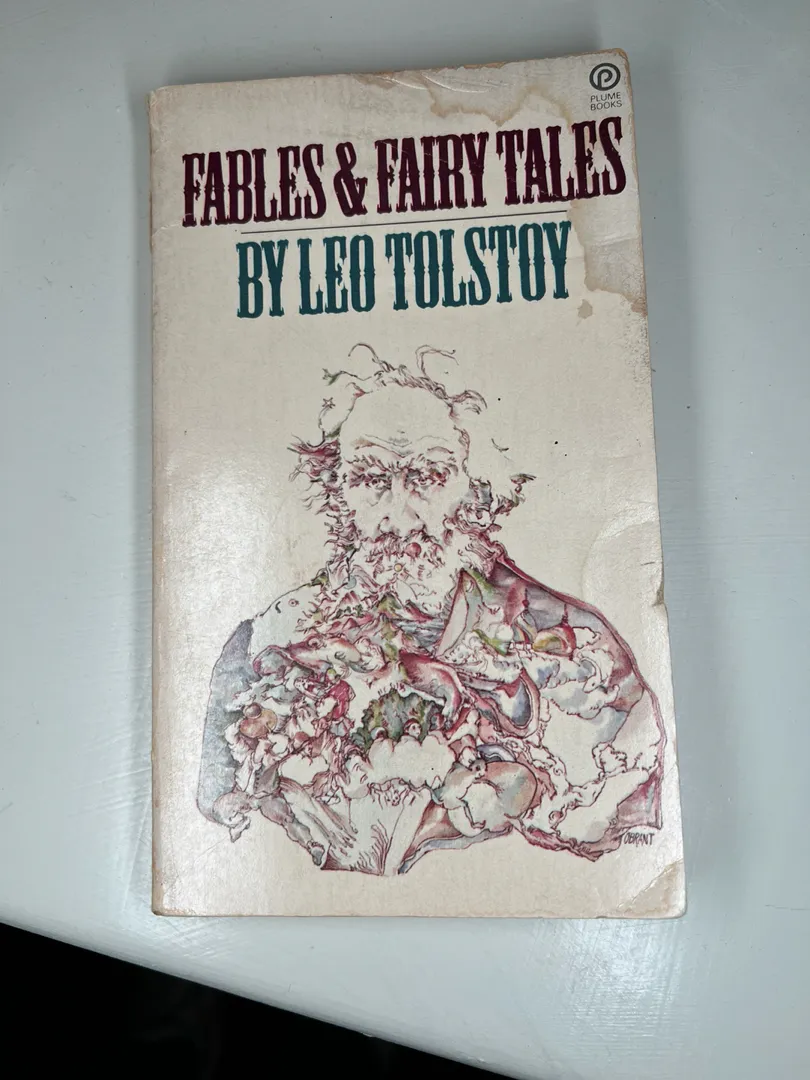 PLUME
BOOKS
FABLES & FAIRY TALES
BY LEO TOLSTOY
OBRANT